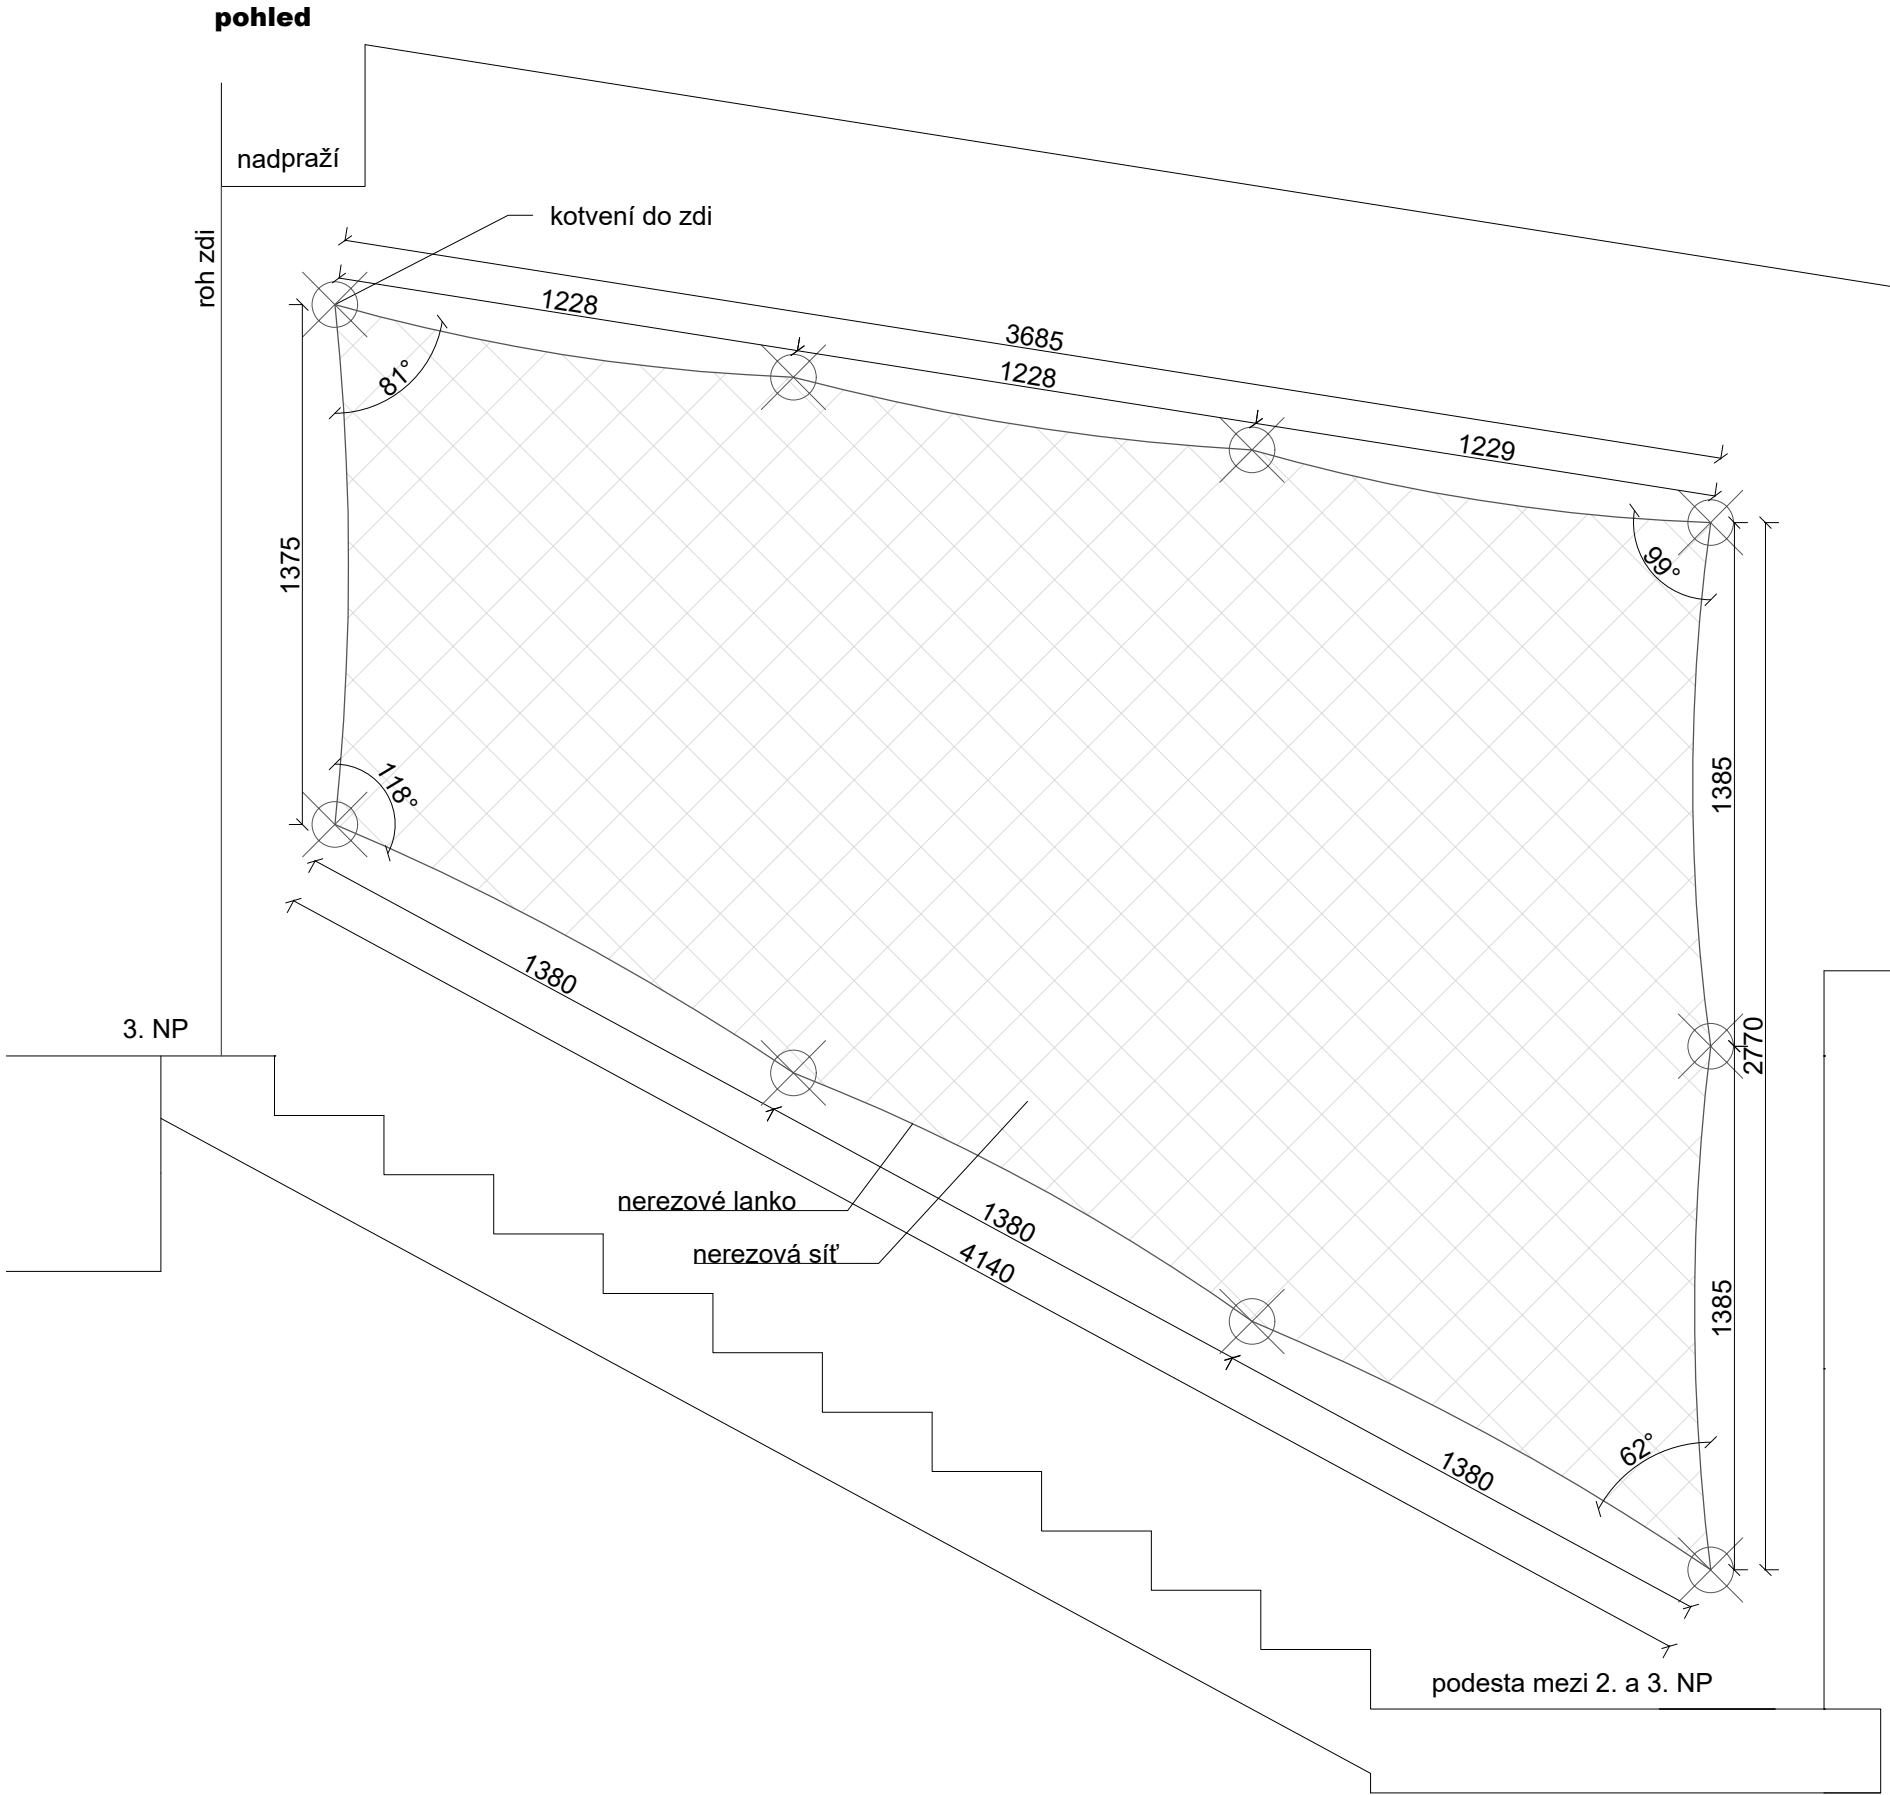 pohled
nadpraží
kotvení do zdi
roh zdi
1228
3685
1228
1229
81°
99°
1375
1385
118°
1380
3. NP
2770
nerezové lanko
1380
nerezová síť
4140
1385
62°
1380
podesta mezi 2. a 3. NP